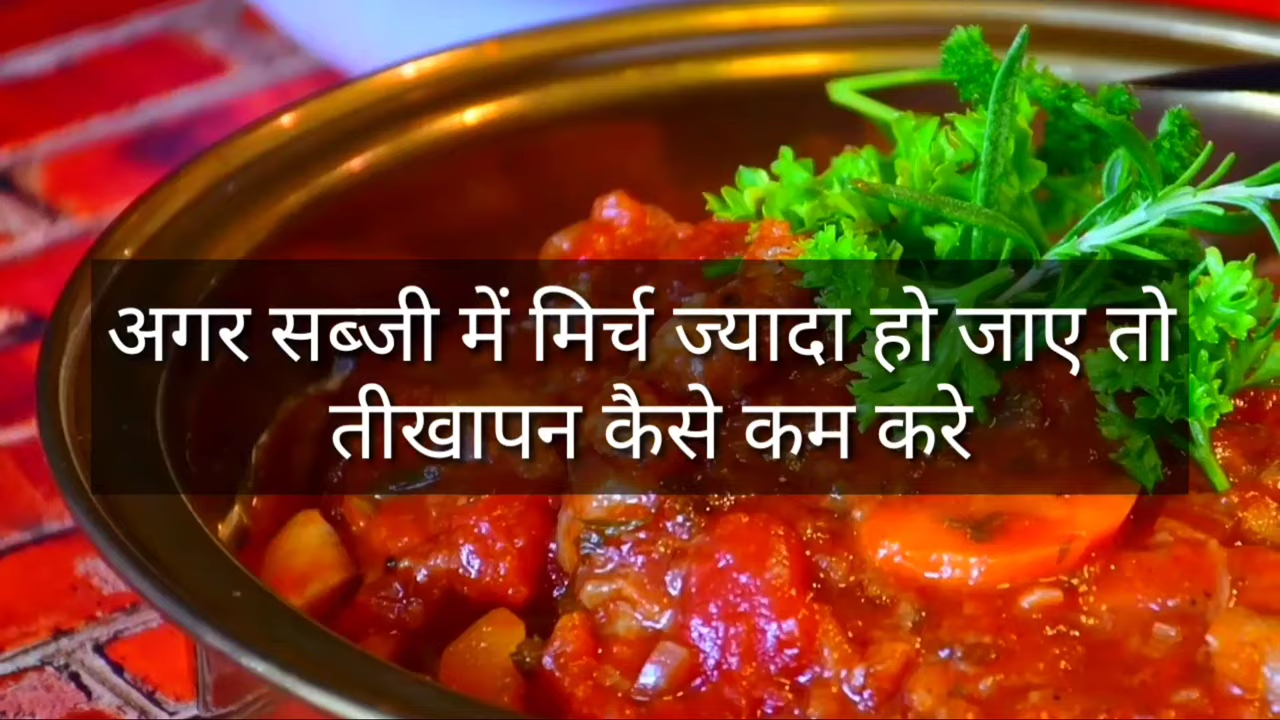 अगर सब्जी में मिर्च ज्यादा हो जाए तो
तीखापन कैसे कम करे